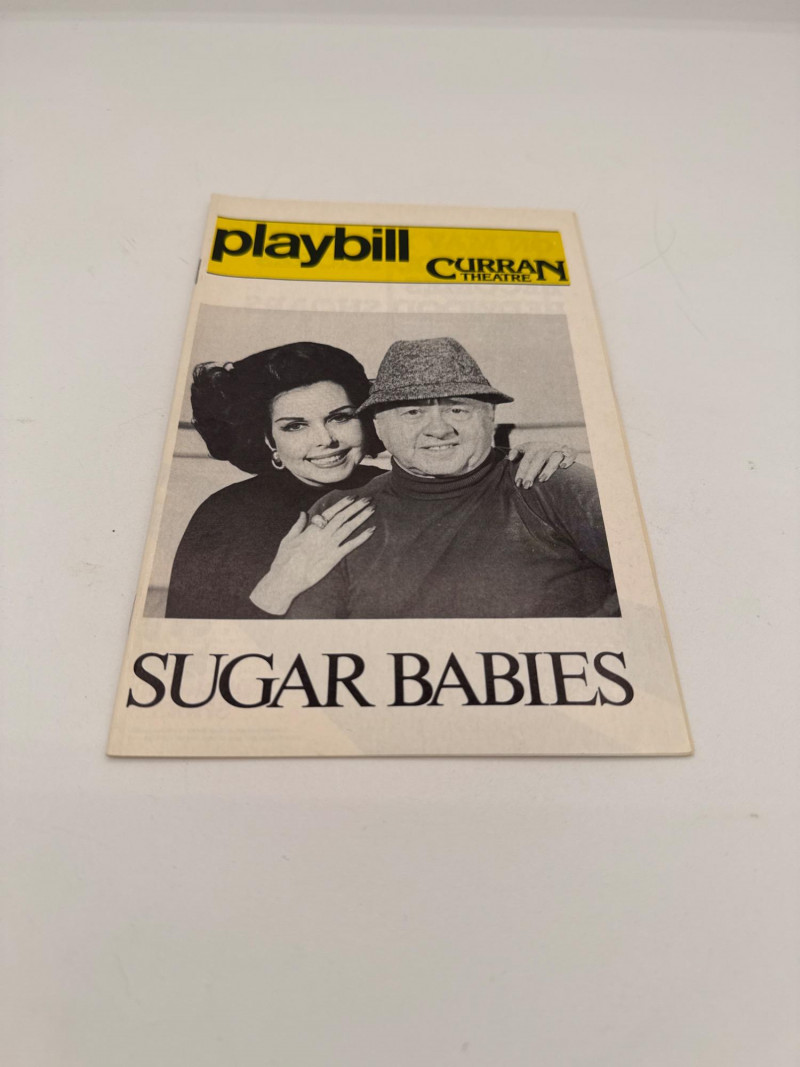 playbill
CURRAN
THEATRE
SUGAR BABIES